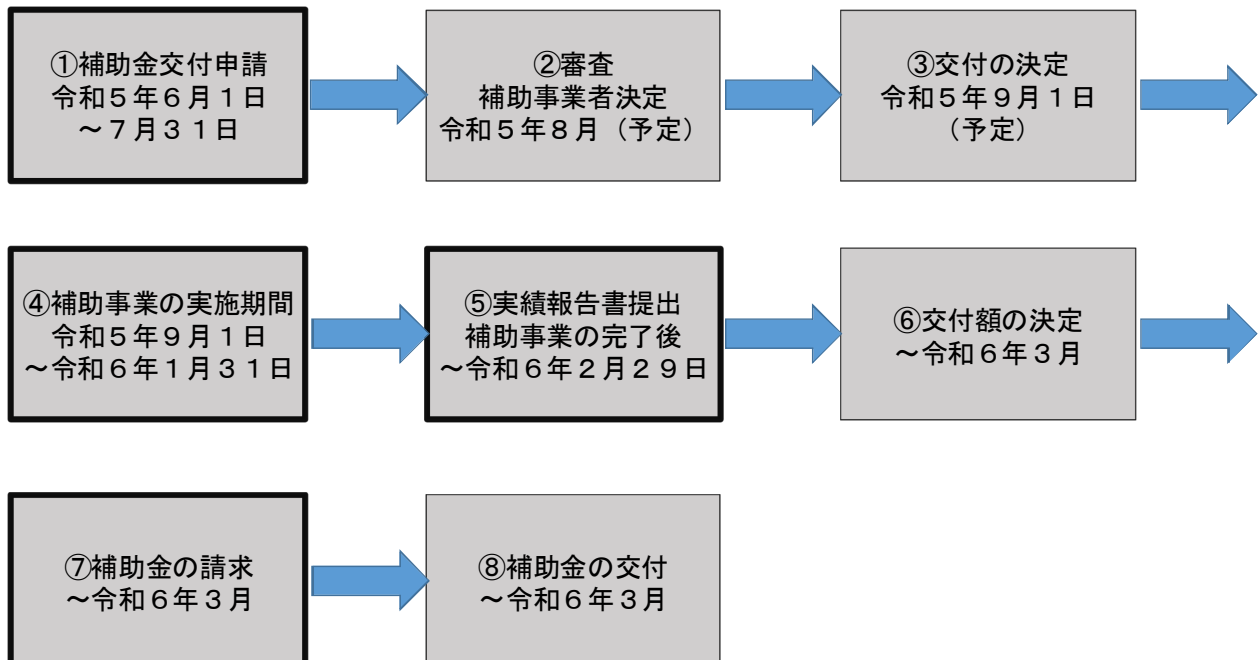 ①補助金交付申請
令和５年６月１日
～７月３１日
②審査
補助事業者決定
令和５年８月（予定）
③交付の決定
令和５年９月１日
（予定）
④補助事業の実施期間
令和５年９月１日
～令和６年１月３１日
⑤実績報告書提出
補助事業の完了後
～令和６年２月２９日
⑥交付額の決定
～令和６年３月
⑦補助金の請求
～令和６年３月
⑧補助金の交付
～令和６年３月